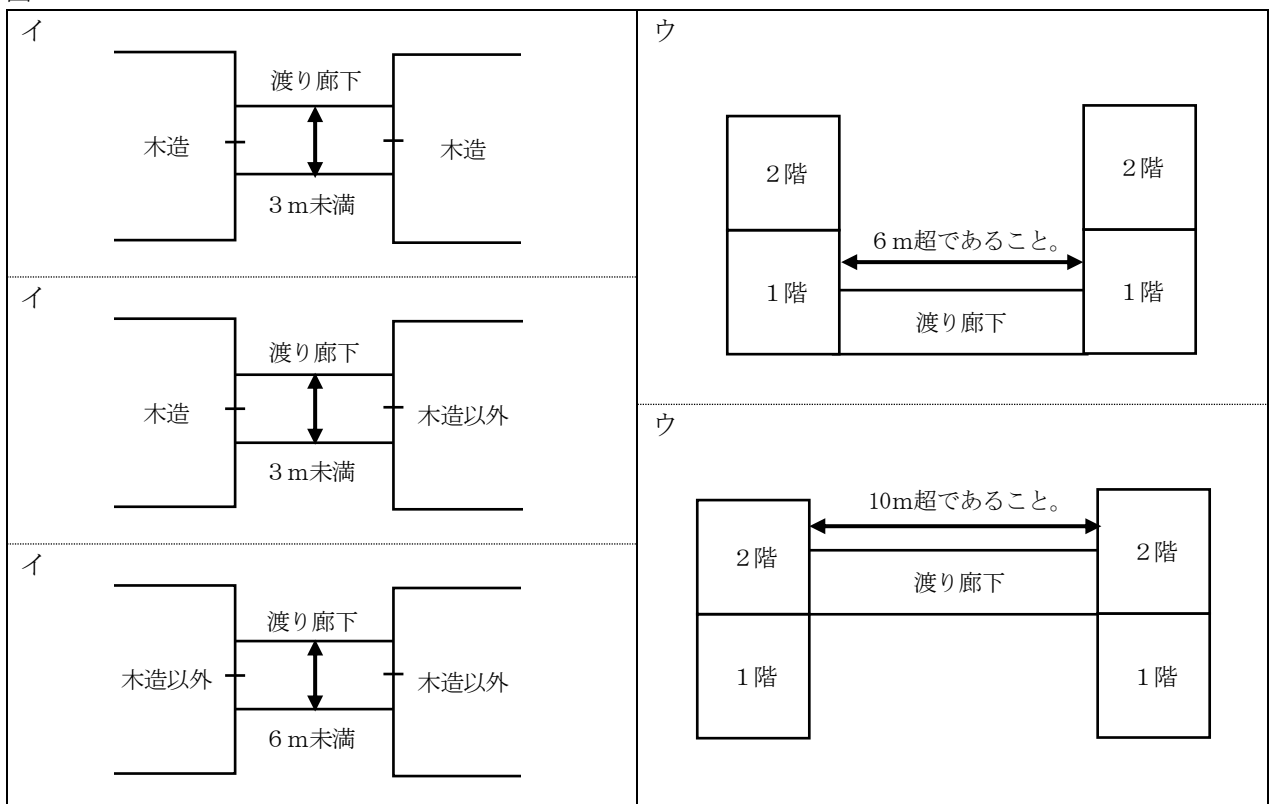 イ
渡り廊下
木造
木造
３ｍ未満
イ
渡り廊下
木造
木造以外
３ｍ未満
イ
渡り廊下
木造以外
木造以外
６ｍ未満
ウ
２階
２階
６ｍ超であること。
１階
１階
渡り廊下
ウ
10ｍ超であること。
２階
２階
渡り廊下
１階
１階